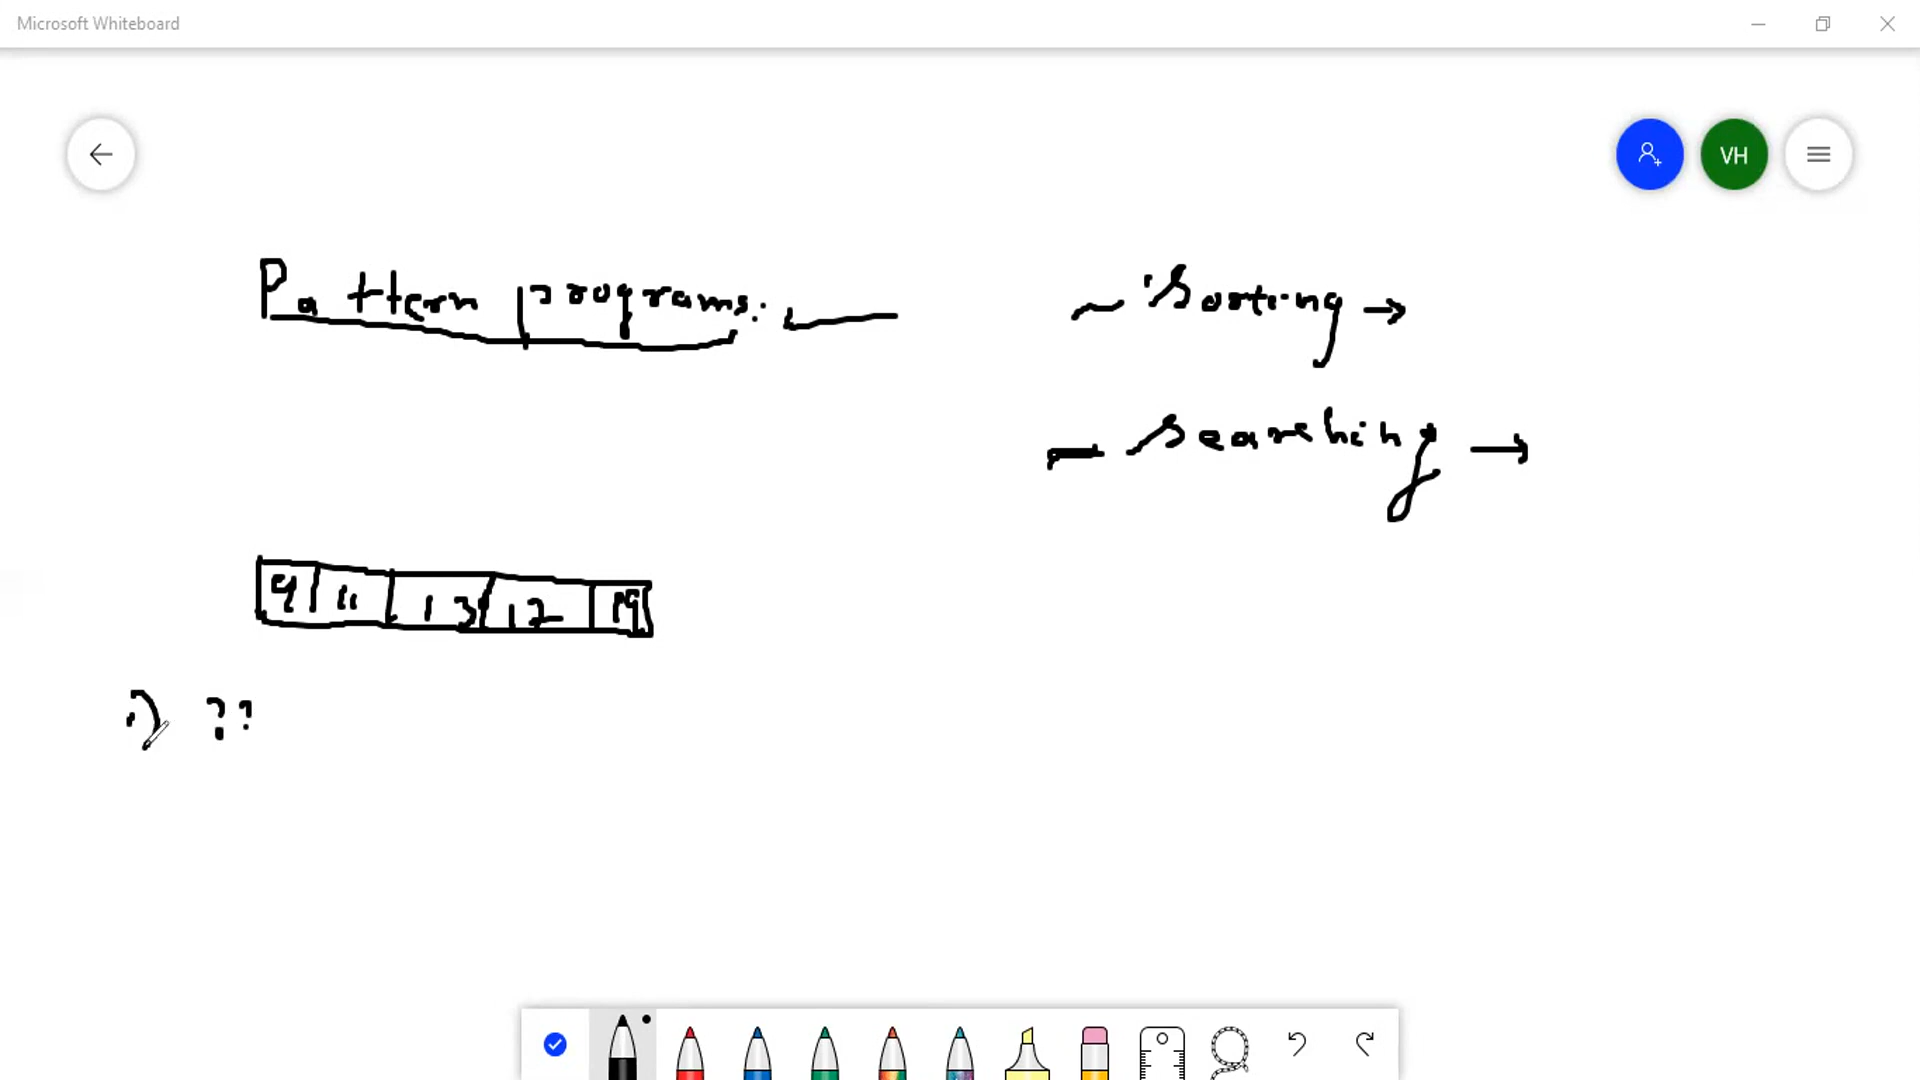 Microsoft Whiteboard
VH
Pattern programs:
Sorting →
Searching →
9 11 13 12 19
i) ??